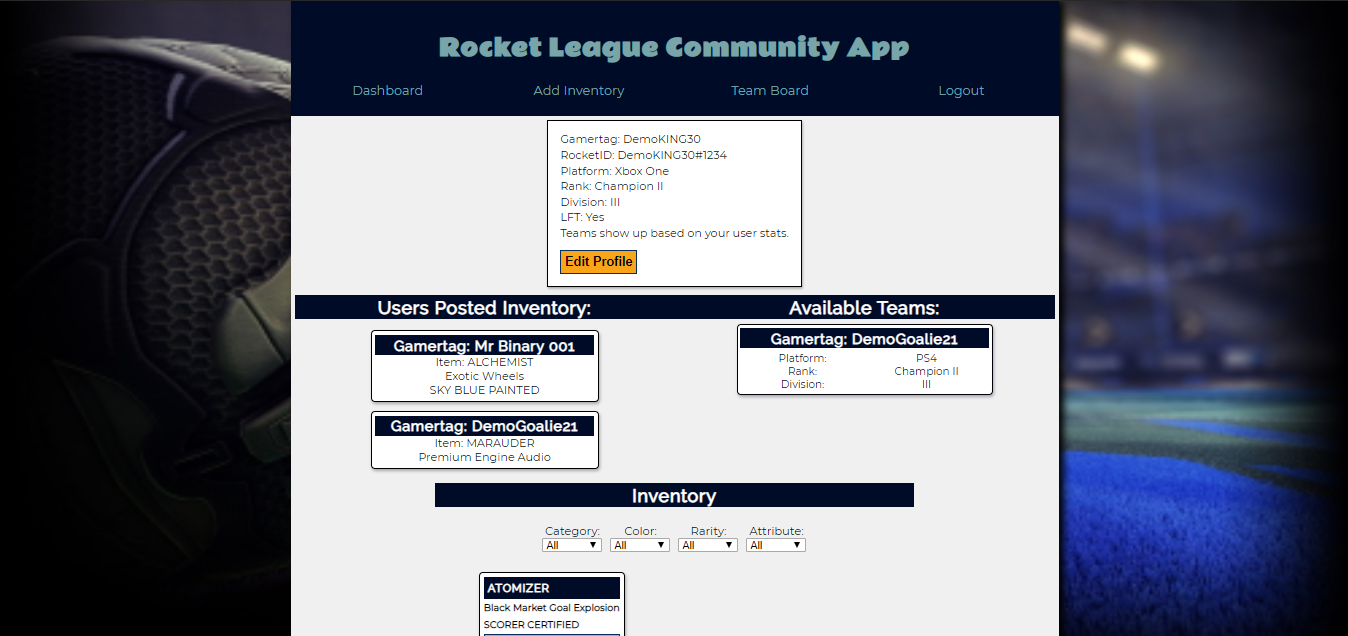 Rocket League Community App
Dashboard Add Inventory Team Board Logout
Gamertag: DemoKING30
RocketID: DemoKING30#1234
Platform: Xbox One
Rank: Champion II
Division: III
LFT: Yes
Teams show up based on your user stats.
Edit Profile
Users Posted Inventory:
Gamertag: Mr Binary 001
Item: ALCHEMIST
Exotic Wheels
SKY BLUE PAINTED
Gamertag: DemoGoalie21
Item: MARAUDER
Premium Engine Audio
Available Teams:
Gamertag: DemoGoalie21
Platform: PS4
Rank: Champion II
Division: III
Inventory
Category: Color: Rarity: Attribute:
All All All All
ATOMIZER
Black Market Goal Explosion
SCORER CERTIFIED